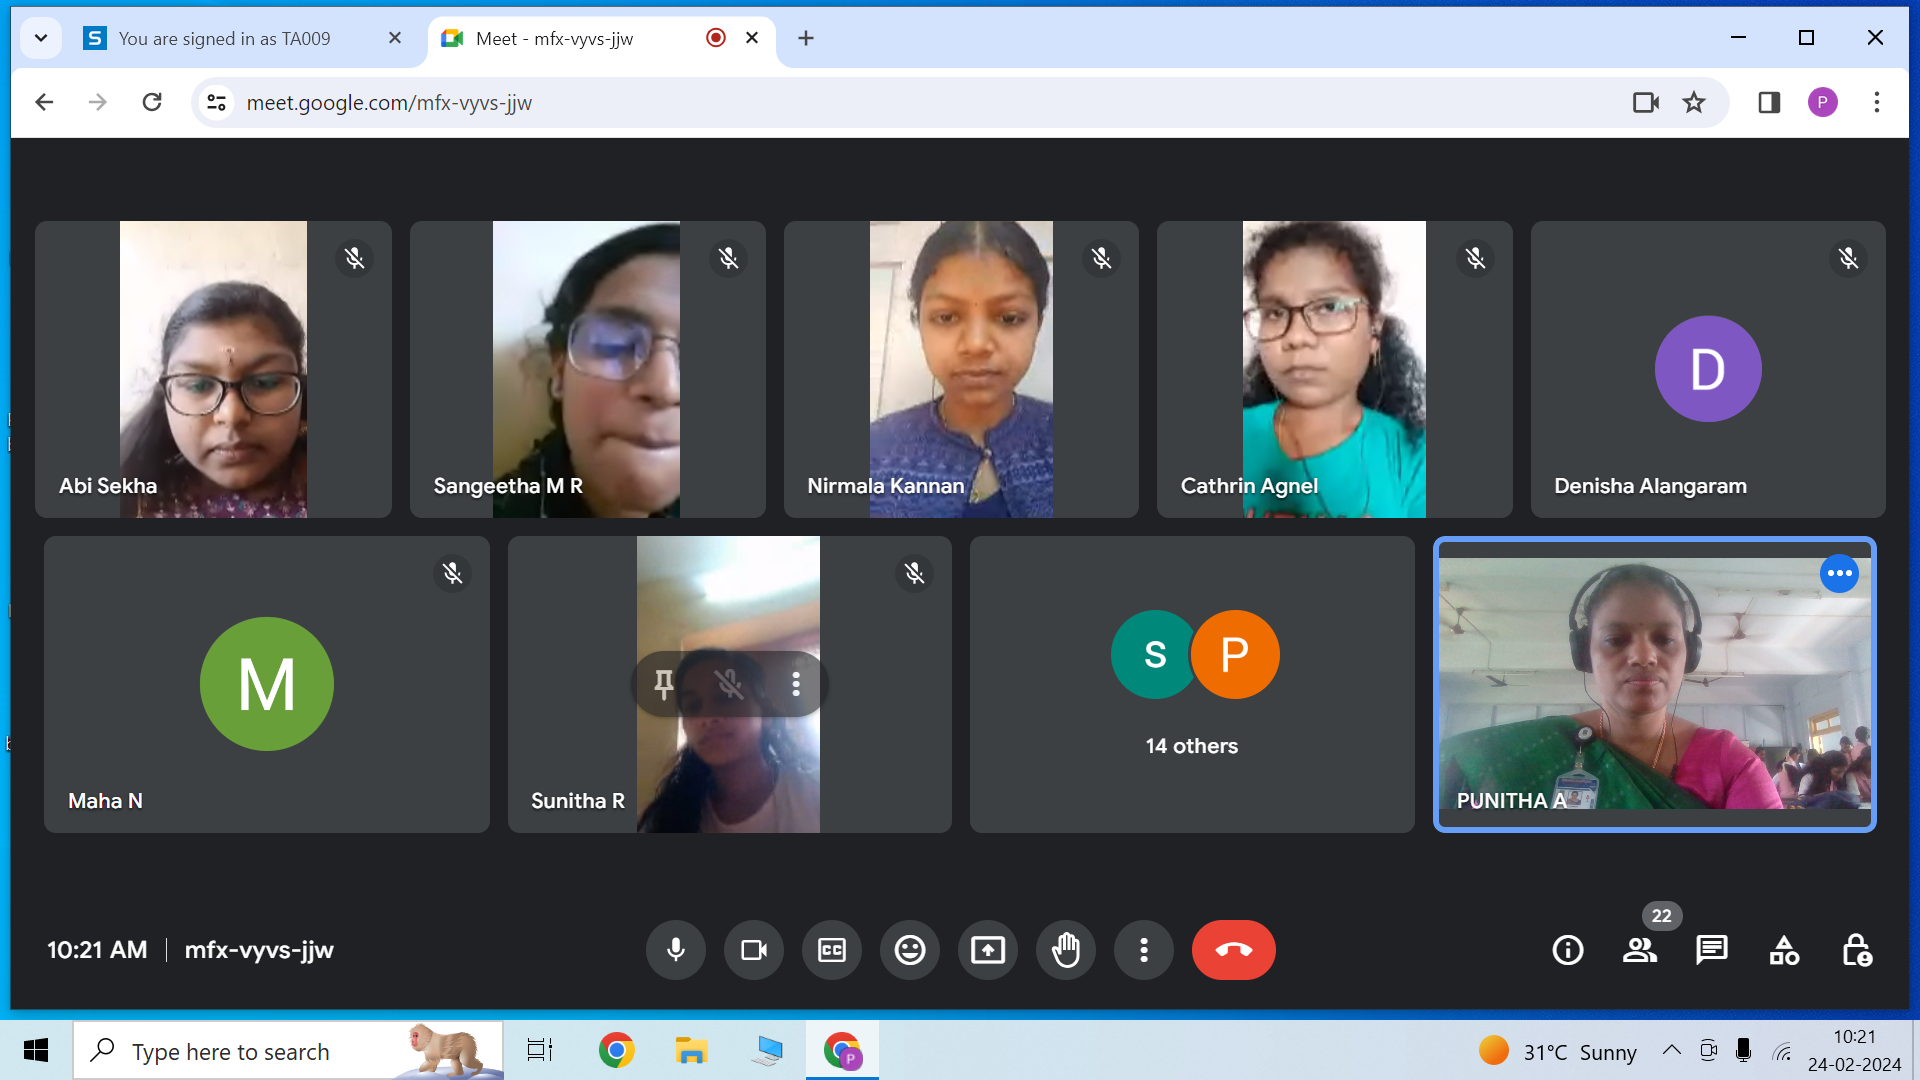 S You are signed in as TA009
Meet - mfx-vyvs-jjw
meet.google.com/mfx-vyvs-jjw
P
Abi Sekha
Sangeetha M R
Nirmala Kannan
Cathrin Agnel
D
Denisha Alangaram
M
Maha N
Sunitha R
S P
14 others
PUNITHA A
10:21 AM | mfx-vyvs-jjw
CC
22
Type here to search
P
31°C Sunny
10:21
24-02-2024